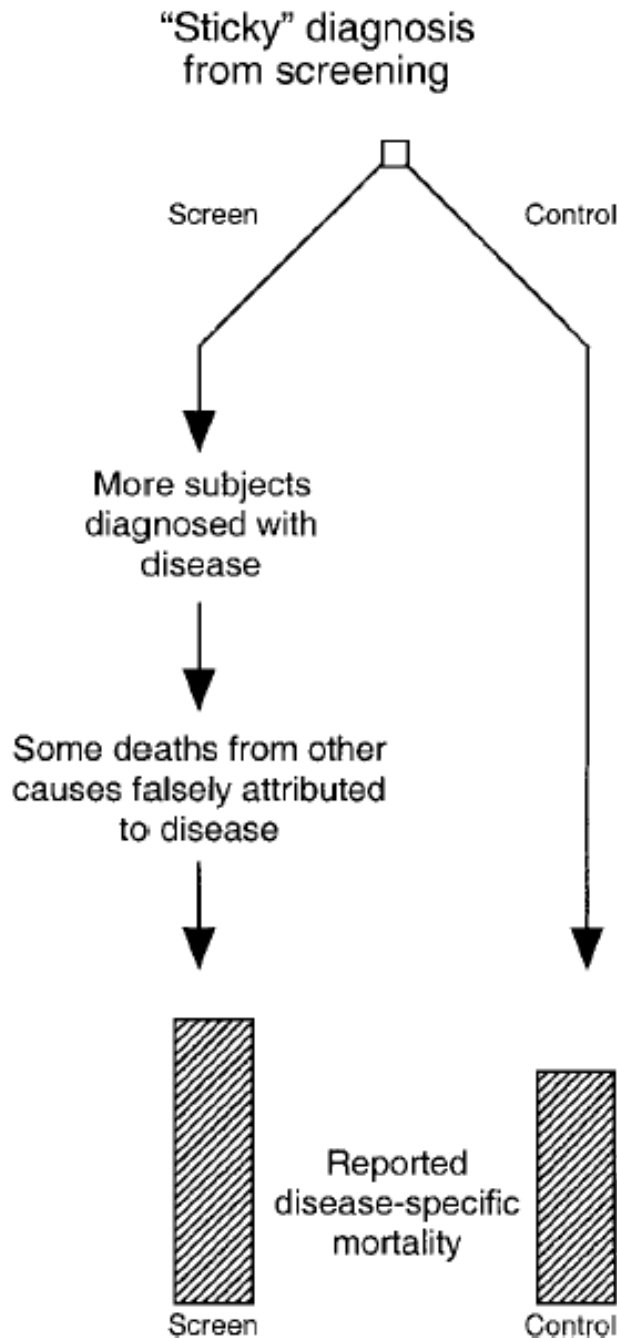 “Sticky” diagnosis
from screening
Screen
Control
More subjects
diagnosed with
disease
Some deaths from other
causes falsely attributed
to disease
Reported
disease-specific
mortality
Screen
Control